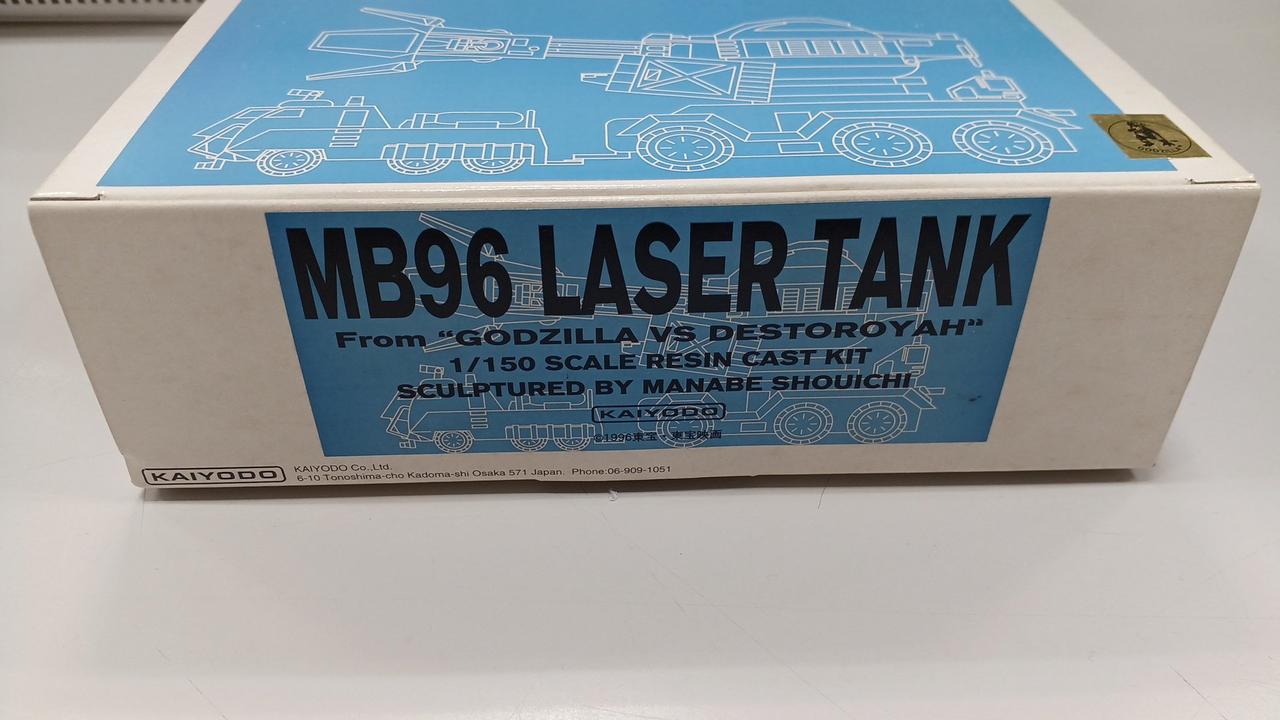 GODZILLA
MB96 LASER TANK
From “GODZILLA VS DESTOROYAH”
1/150 SCALE RESIN CAST KIT
SCULPTURED BY MANABE SHOUICHI
KAIYODO
©1996東宝・東宝映画
KAIYODO
KAIYODO Co.,Ltd.
6-10 Tonoshima-cho Kadoma-shi Osaka 571 Japan. Phone:06-909-1051